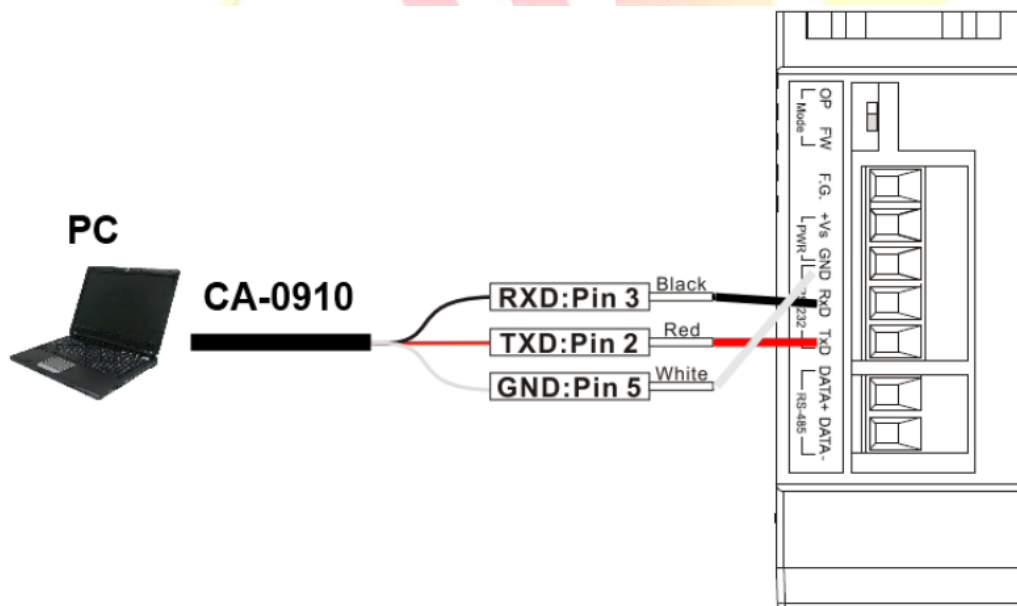 PC
CA-0910
RXD:Pin 3
Black
TXD:Pin 2
Red
GND:Pin 5
White
OP FW
Mode
F.G.
+Vs GND
PWR
RxD TxD
232
DATA+ DATA-
RS-485